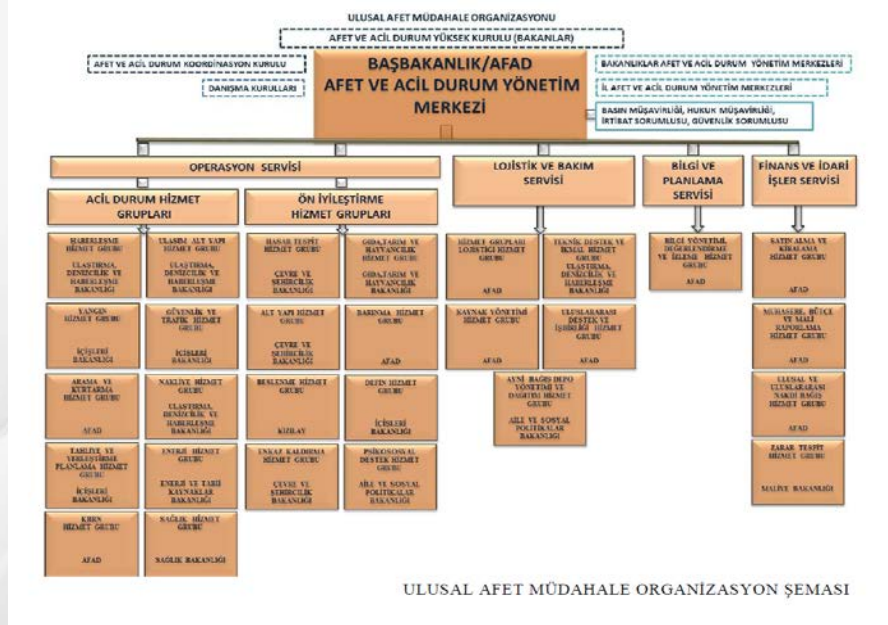 ULUSAL AFET MÜDAHALE ORGANİZASYONU
AFET VE ACİL DURUM YÜKSEK KURULU (BAKANLAR)
AFET VE ACİL DURUM KOORDİNASYON KURULU
DANIŞMA KURULLARI
BAŞBAKANLIK/AFAD
AFET VE ACİL DURUM YÖNETİM
MERKEZİ
BAKANLIKLAR AFET VE ACİL DURUM YÖNETİM MERKEZLERİ
İL AFET VE ACİL DURUM YÖNETİM MERKEZLERİ
BASIN MÜŞAVİRLİĞİ, HUKUK MÜŞAVİRLİĞİ,
İRTİBAT SORUMLUSU, GÜVENLİK SORUMLUSU
OPERASYON SERVİSİ
ACİL DURUM HİZMET
GRUPLARI
HABERLEŞME
HİZMET GRUBU
ULAŞTIRMA,
DENİZCİLİK VE
HABERLEŞME
BAKANLIĞI
ULAŞIM ALT YAPI
HİZMET GRUBU
ULAŞTIRMA,
DENİZCİLİK VE
HABERLEŞME
BAKANLIĞI
YANGIN
HİZMET GRUBU
İÇİŞLERİ
BAKANLIĞI
GÜVENLİK VE
TRAFİK HİZMET
GRUBU
İÇİŞLERİ
BAKANLIĞI
ARAMA VE
KURTARMA
HİZMET GRUBU
AFAD
NAKLİYE HİZMET
GRUBU
ULAŞTIRMA,
DENİZCİLİK VE
HABERLEŞME
BAKANLIĞI
TAHLİYE VE
YERLEŞTİRME
PLANLAMA HİZMET
GRUBU
İÇİŞLERİ
BAKANLIĞI
ENERJİ HİZMET
GRUBU
ENERJİ VE TABİİ
KAYNAKLAR
BAKANLIĞI
KBRN
HİZMET GRUBU
AFAD
SAĞLIK HİZMET
GRUBU
SAĞLIK BAKANLIĞI
ÖN İYİLEŞTİRME
HİZMET GRUPLARI
HASAR TESPİT
HİZMET GRUBU
ÇEVRE VE
ŞEHİRCİLİK
BAKANLIĞI
GIDA,TARIM VE
HAYVANCILIK
HİZMET GRUBU
GIDA,TARIM VE
HAYVANCILIK
BAKANLIĞI
ALT YAPI HİZMET
GRUBU
ÇEVRE VE
ŞEHİRCİLİK
BAKANLIĞI
BARINMA HİZMET
GRUBU
AFAD
BESLENME HİZMET
GRUBU
KIZILAY
DEFİN HİZMET
GRUBU
İÇİŞLERİ
BAKANLIĞI
ENKAZ KALDIRMA
HİZMET GRUBU
ÇEVRE VE
ŞEHİRCİLİK
BAKANLIĞI
PSİKOSOSYAL
DESTEK HİZMET
GRUBU
AİLE VE SOSYAL
POLİTİKALAR
BAKANLIĞI
LOJİSTİK VE BAKIM
SERVİSİ
HİZMET GRUPLARI
LOJİSTİĞİ HİZMET
GRUBU
AFAD
TEKNİK DESTEK VE
İKMAL HİZMET
GRUBU
ULAŞTIRMA,
DENİZCİLİK VE
HABERLEŞME
BAKANLIĞI
KAYNAK YÖNETİMİ
HİZMET GRUBU
AFAD
ULUSLARARASI
DESTEK VE
İŞBİRLİĞİ HİZMET
GRUBU
AFAD
AYNİ BAĞIŞ DEPO
YÖNETİMİ VE
DAĞITIM HİZMET
GRUBU
AİLE VE SOSYAL
POLİTİKALAR
BAKANLIĞI
BİLGİ VE
PLANLAMA
SERVİSİ
BİLGİ YÖNETİMİ,
DEĞERLENDİRME
VE İZLEME HİZMET
GRUBU
AFAD
FİNANS VE İDARİ
İŞLER SERVİSİ
SATIN ALMA VE
KİRALAMA
HİZMET GRUBU
AFAD
MUHASEBE, BÜTÇE
VE MALİ
RAPORLAMA
HİZMET GRUBU
AFAD
ULUSAL VE
ULUSLARARASI
NAKDİ BAĞIŞ
HİZMET GRUBU
AFAD
ZARAR TESPİT
HİZMET GRUBU
MALİYE BAKANLIĞI
ULUSAL AFET MÜDAHALE ORGANİZASYON ŞEMASI